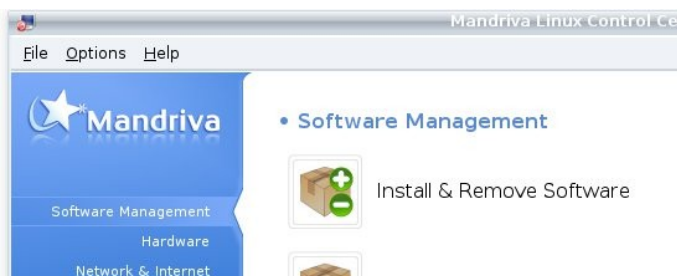 Mandriva Linux Control Ce
File Options Help
Mandriva
• Software Management
Install & Remove Software
Software Management
Hardware
Network & Internet